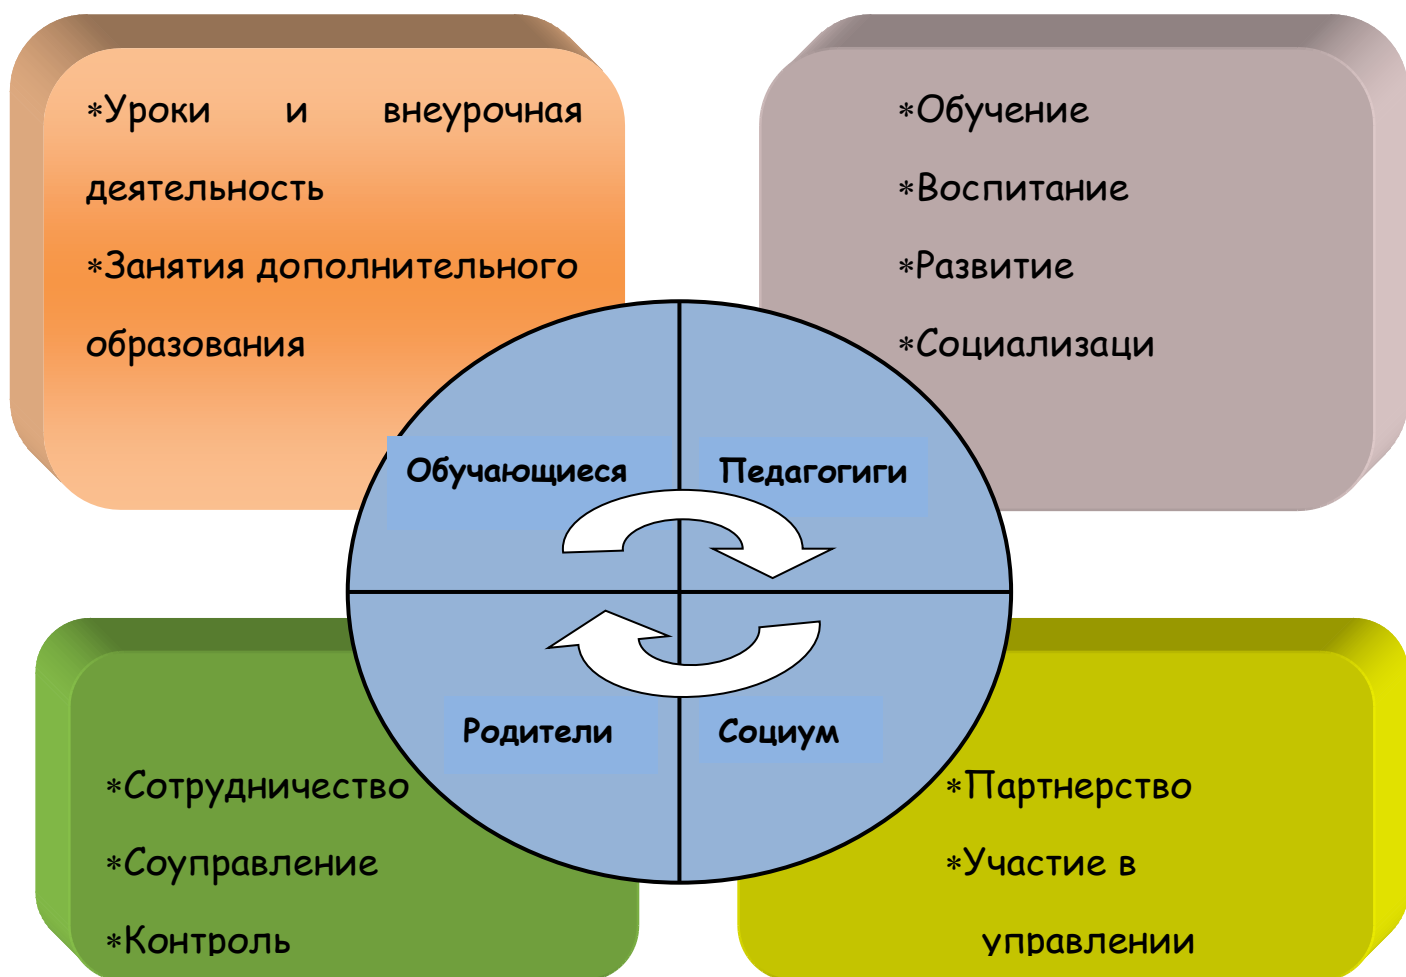 *Уроки и внеурочная
деятельность
*Занятия дополнительного
образования
*Обучение
*Воспитание
*Развитие
*Социализаци
Обучающиеся
Педагогиги
Родители
Социум
*Сотрудничество
*Соуправление
*Контроль
*Партнерство
*Участие в
управлении